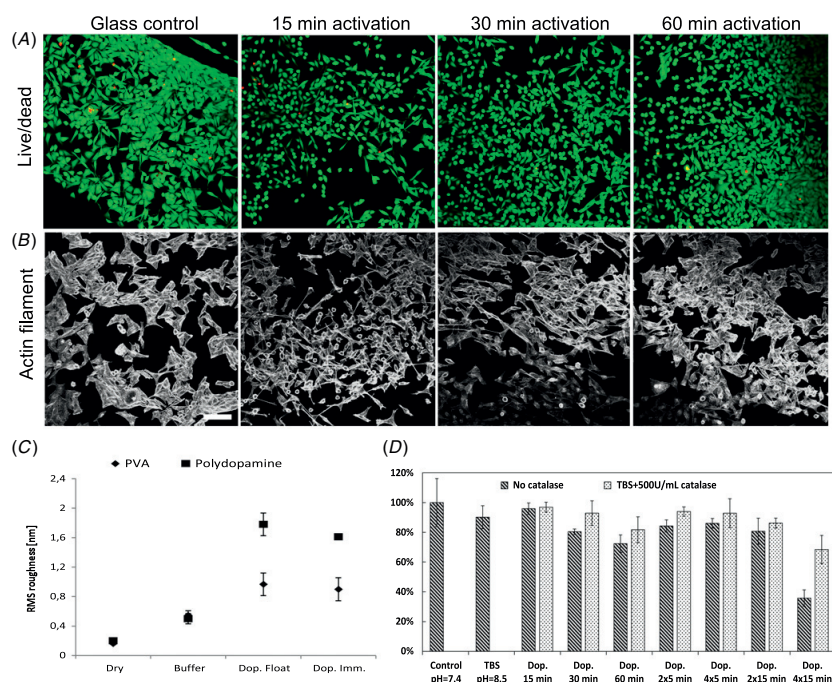 Glass control 15 min activation 30 min activation 60 min activation
(A)
Live/dead
(B)
Actin filament
(C)
PVA Polydopamine
RMS roughness [nm]
2,4
2
1,6
1,2
0,8
0,4
0
Dry Buffer Dop. Float Dop. Imm.
(D)
No catalase TBS+500U/mL catalase
120%
100%
80%
60%
40%
20%
0%
Control TBS Dop. Dop. Dop. Dop. Dop. Dop. Dop.
pH=7.4 pH=8.5 15 min 30 min 60 min 2x5 min 4x5 min 2x15 min 4x15 min